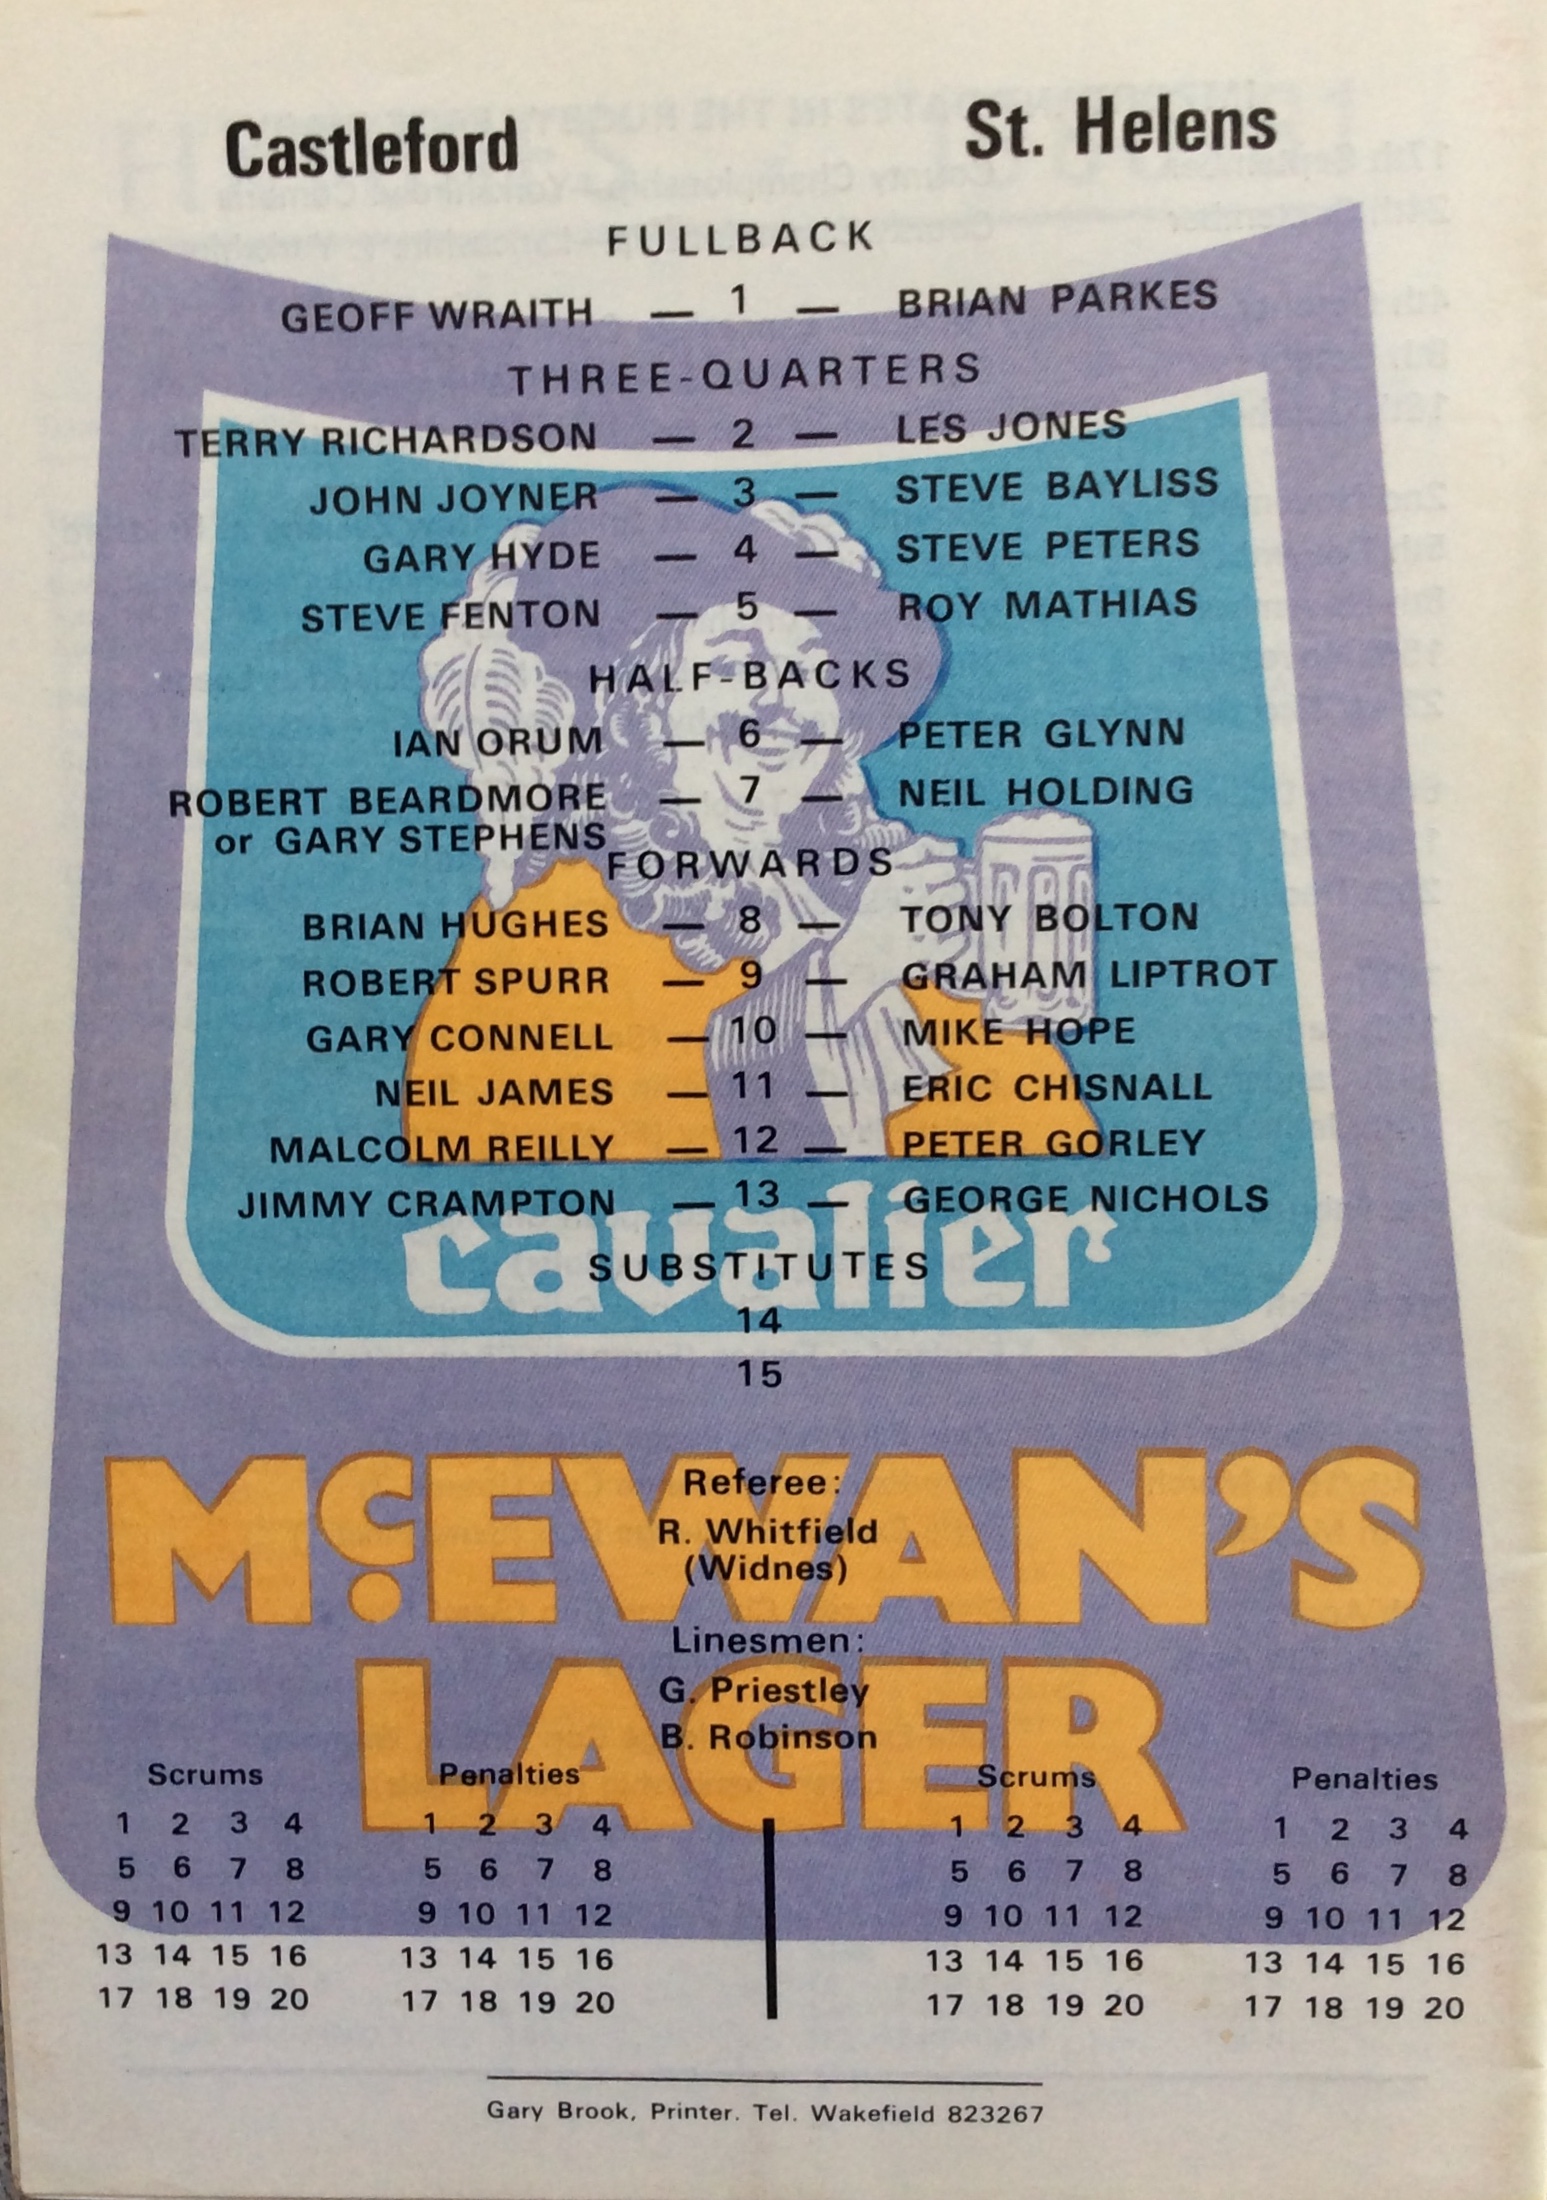 Castleford St. Helens
FULLBACK
GEOFF WRAITH — 1 — BRIAN PARKES
THREE-QUARTERS
TERRY RICHARDSON — 2 — LES JONES
JOHN JOYNER — 3 — STEVE BAYLISS
GARY HYDE — 4 — STEVE PETERS
STEVE FENTON — 5 — ROY MATHIAS
HALF-BACKS
IAN ORUM — 6 — PETER GLYNN
ROBERT BEARDMORE — 7 — NEIL HOLDING
or GARY STEPHENS
FORWARDS
BRIAN HUGHES — 8 — TONY BOLTON
ROBERT SPURR — 9 — GRAHAM LIPTROT
GARY CONNELL — 10 — MIKE HOPE
NEIL JAMES — 11 — ERIC CHISNALL
MALCOLM REILLY — 12 — PETER GORLEY
JIMMY CRAMPTON — 13 — GEORGE NICHOLS
cavalier
SUBSTITUTES
14
15
McEWAN'S
LAGER
Referee:
R. Whitfield
(Widnes)
Linesmen:
G. Priestley
B. Robinson
Scrums Penalties Scrums Penalties
1 2 3 4 1 2 3 4 1 2 3 4 1 2 3 4
5 6 7 8 5 6 7 8 5 6 7 8 5 6 7 8
9 10 11 12 9 10 11 12 9 10 11 12 9 10 11 12
13 14 15 16 13 14 15 16 13 14 15 16 13 14 15 16
17 18 19 20 17 18 19 20 17 18 19 20 17 18 19 20
Gary Brook, Printer. Tel. Wakefield 823267